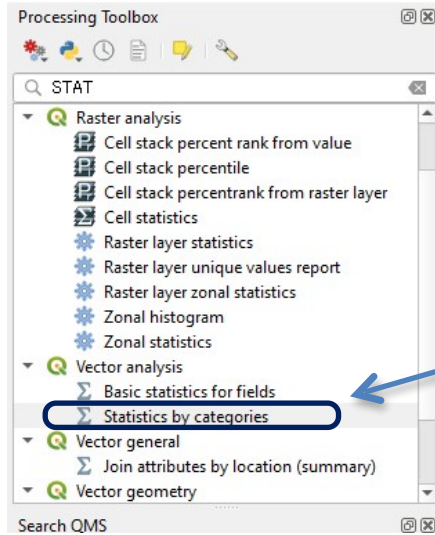 Processing Toolbox
STAT
Raster analysis
Cell stack percent rank from value
Cell stack percentile
Cell stack percentrank from raster layer
Cell statistics
Raster layer statistics
Raster layer unique values report
Raster layer zonal statistics
Zonal histogram
Zonal statistics
Vector analysis
Basic statistics for fields
Statistics by categories
Vector general
Join attributes by location (summary)
Vector geometry
Search QMS